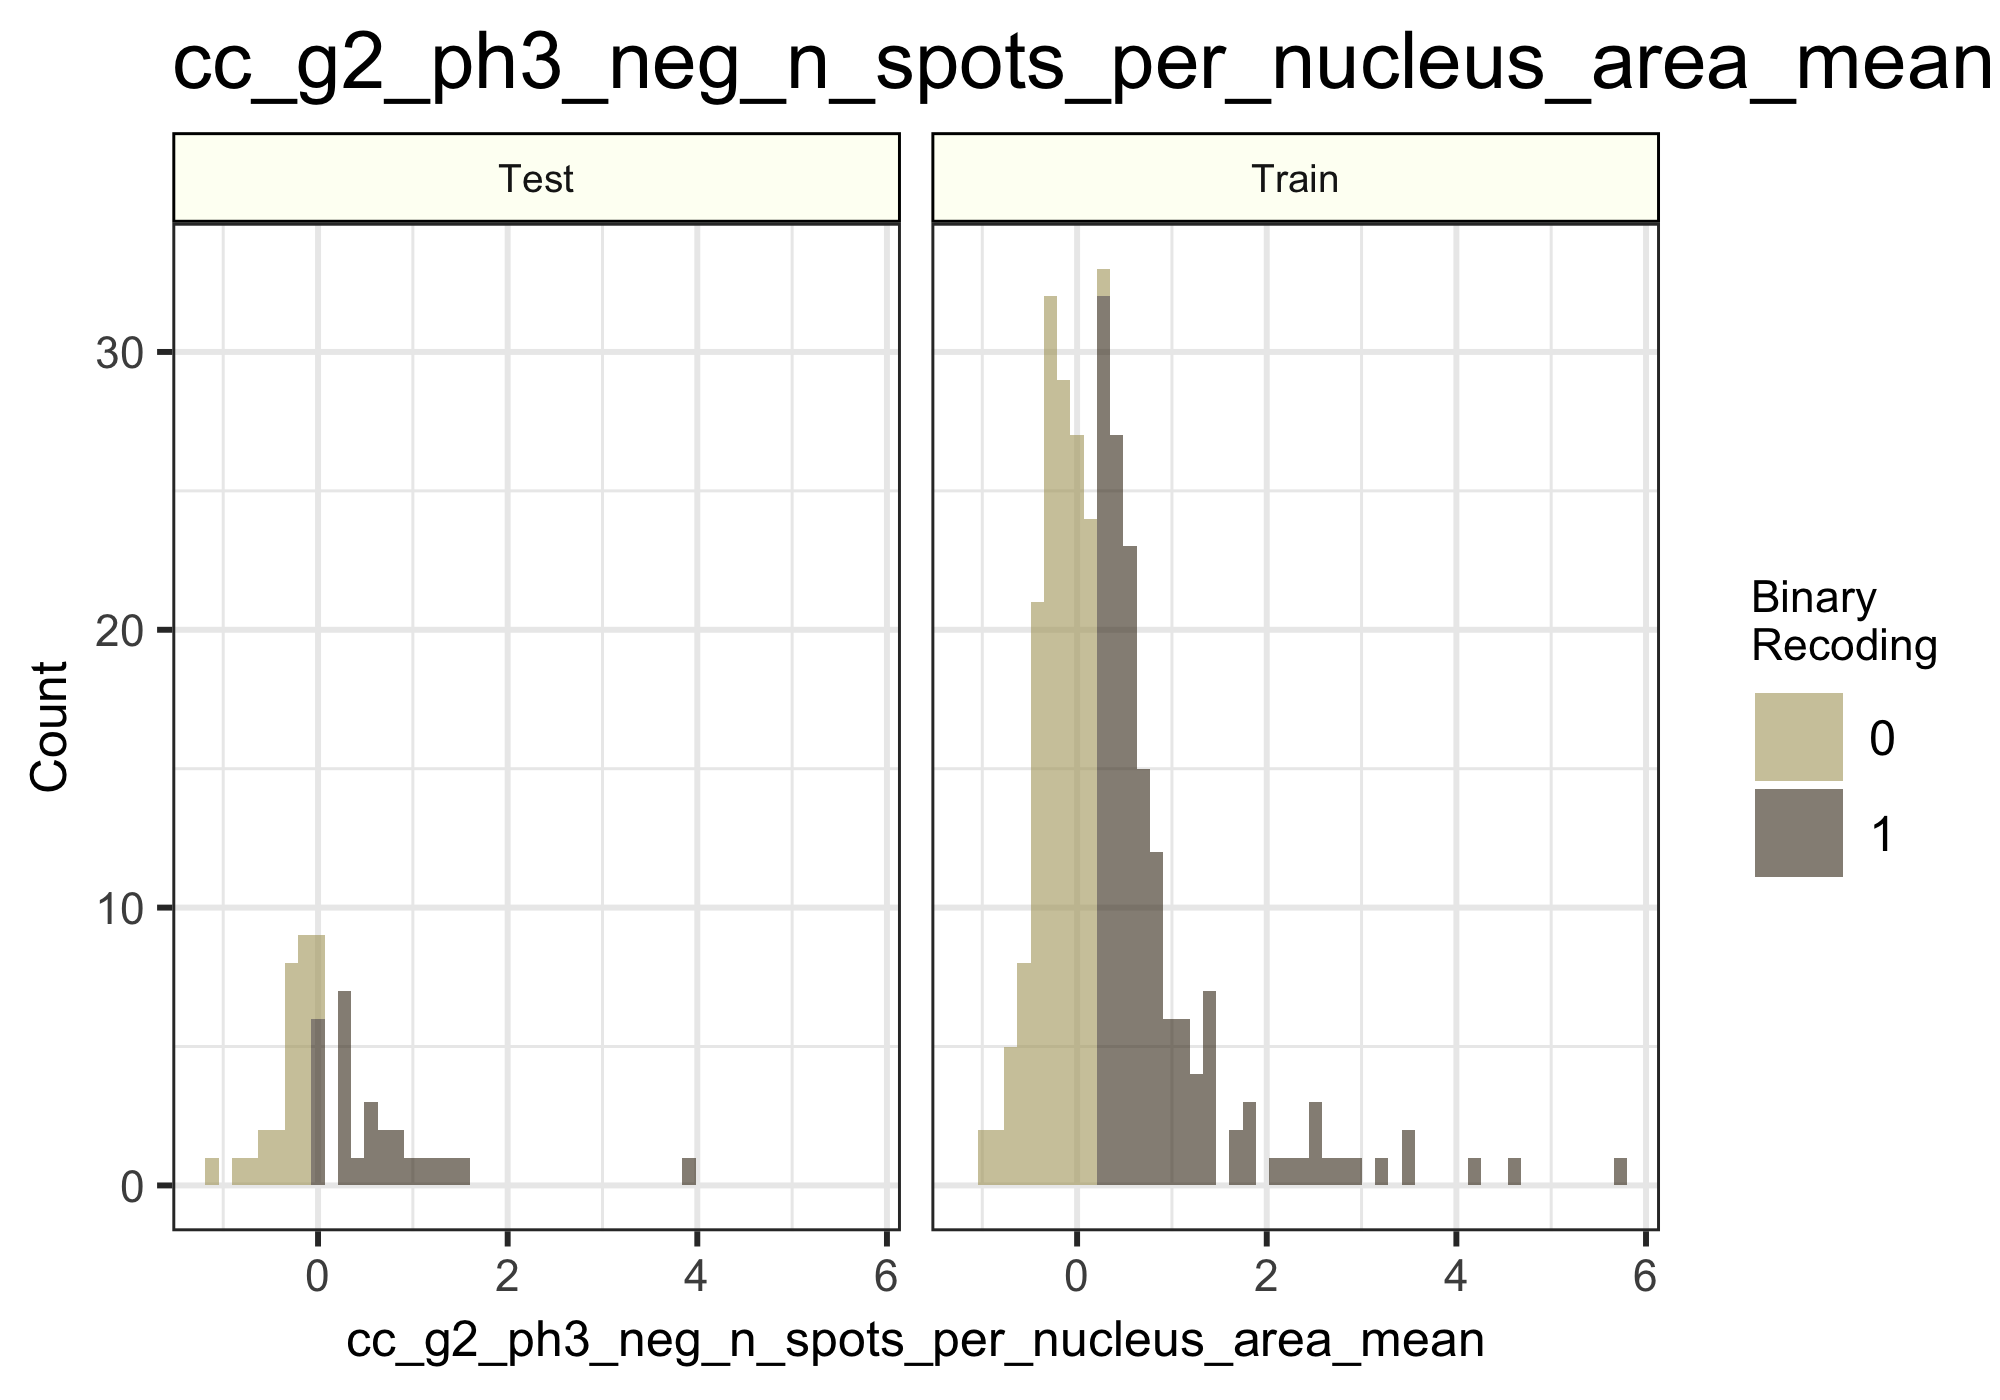 cc_g2_ph3_neg_n_spots_per_nucleus_area_mean
Test
Train
30
20
10
0
Count
0
2
4
6
0
2
4
6
cc_g2_ph3_neg_n_spots_per_nucleus_area_mean
Binary
Recoding
0
1